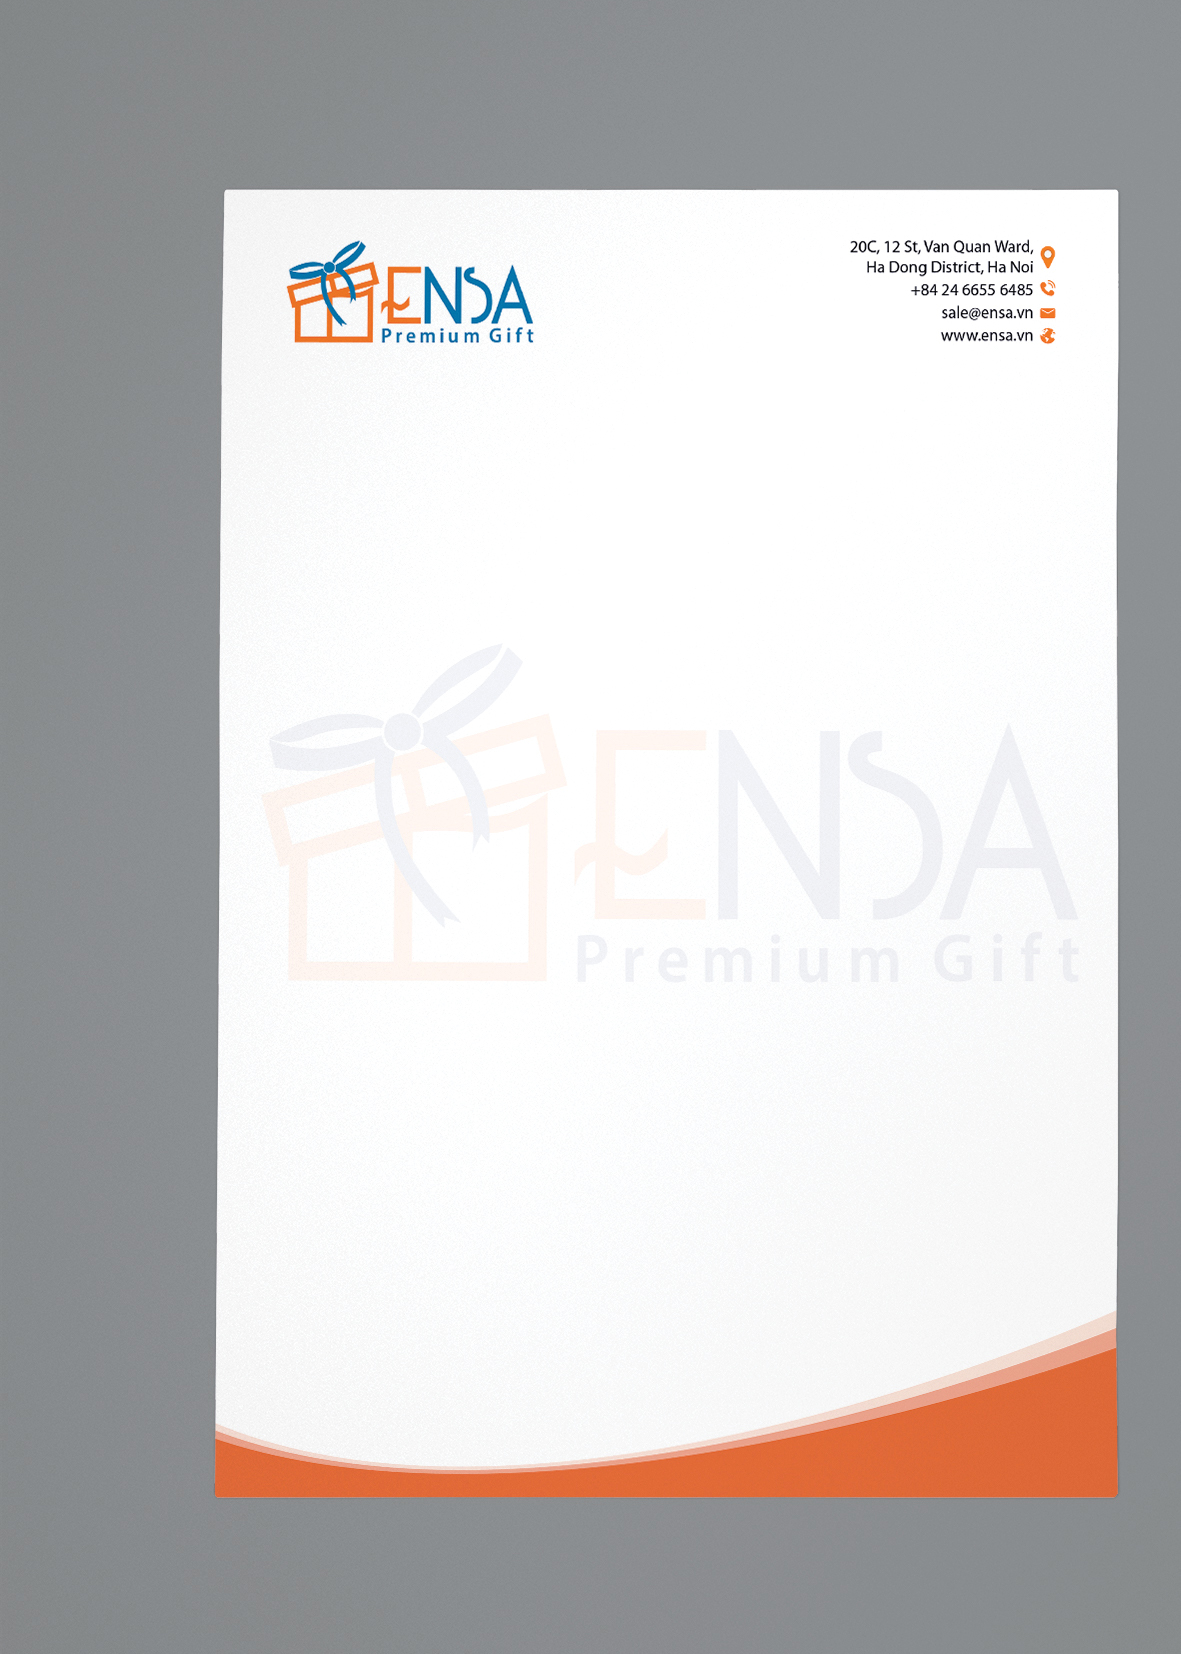 ENSA
Premium Gift
20C, 12 St, Van Quan Ward,
Ha Dong District, Ha Noi
+84 24 6655 6485
sale@ensa.vn
www.ensa.vn
ENSA
Premium Gift